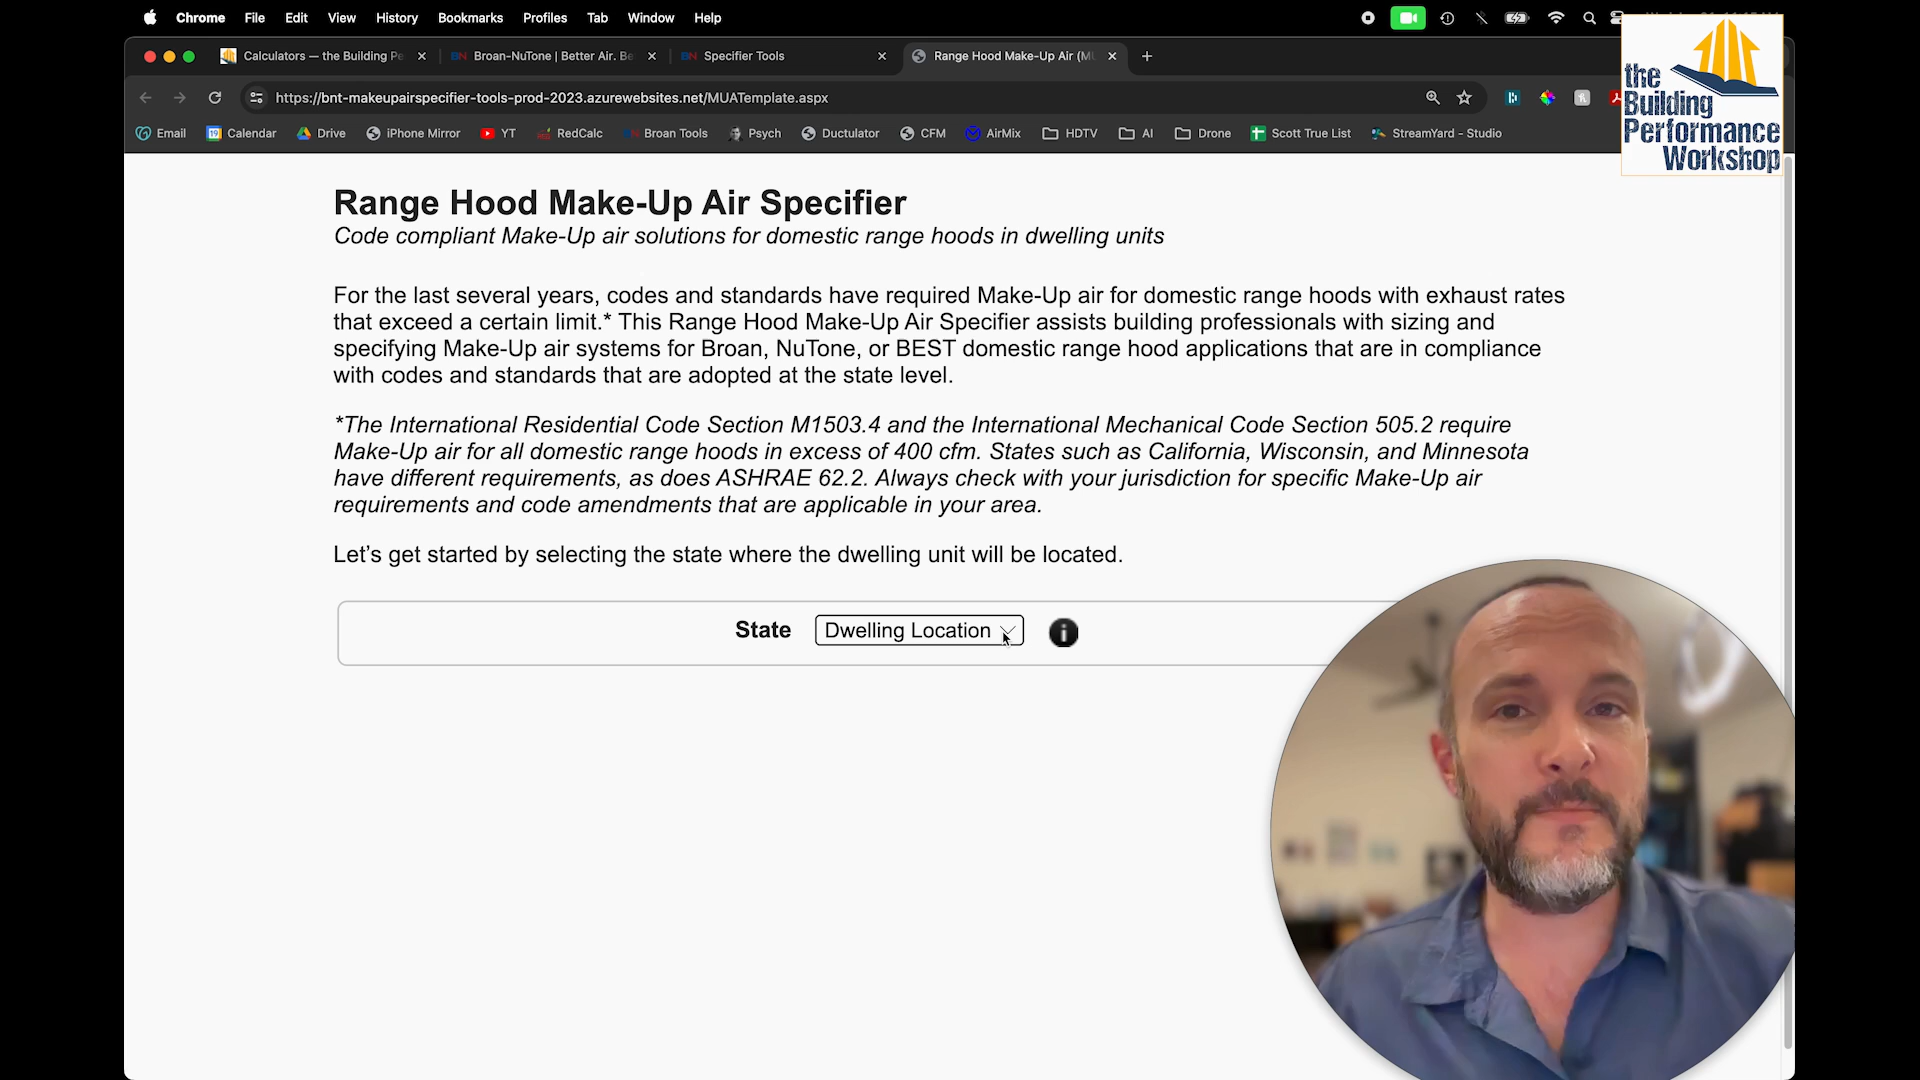 Chrome File Edit View History Bookmarks Profiles Tab Window Help
Calculators — the Building Pe
Broan-NuTone | Better Air. Be
Specifier Tools
Range Hood Make-Up Air (M
https://bnt-makeupairspecifier-tools-prod-2023.azurewebsites.net/MUATemplate.aspx
Email Calendar Drive iPhone Mirror YT RedCalc Broan Tools Psych Ductulator CFM AirMix HDTV AI Drone Scott True List StreamYard - Studio
the
Building
Performance
Workshop
Range Hood Make-Up Air Specifier
Code compliant Make-Up air solutions for domestic range hoods in dwelling units
For the last several years, codes and standards have required Make-Up air for domestic range hoods with exhaust rates
that exceed a certain limit.* This Range Hood Make-Up Air Specifier assists building professionals with sizing and
specifying Make-Up air systems for Broan, NuTone, or BEST domestic range hood applications that are in compliance
with codes and standards that are adopted at the state level.
*The International Residential Code Section M1503.4 and the International Mechanical Code Section 505.2 require
Make-Up air for all domestic range hoods in excess of 400 cfm. States such as California, Wisconsin, and Minnesota
have different requirements, as does ASHRAE 62.2. Always check with your jurisdiction for specific Make-Up air
requirements and code amendments that are applicable in your area.
Let's get started by selecting the state where the dwelling unit will be located.
State Dwelling Location